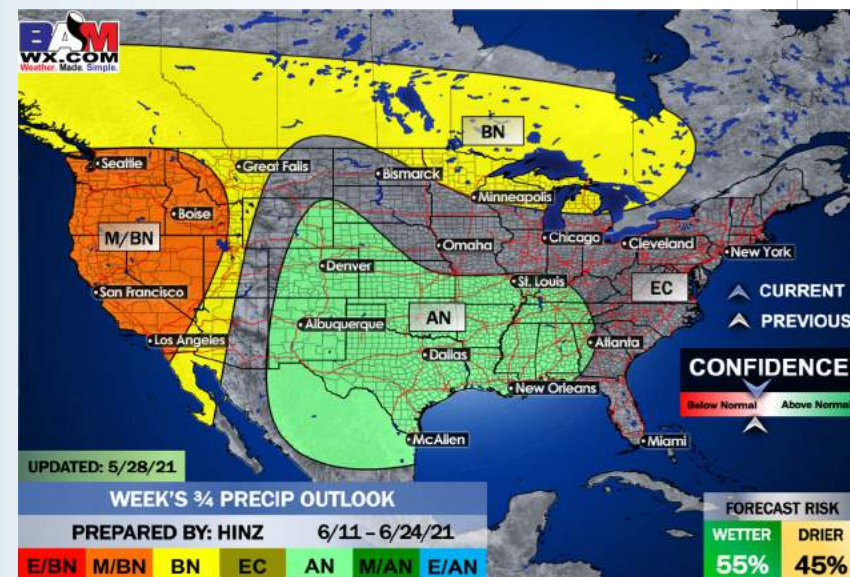 BAM
WX.COM
Weather. Made. Simple.
BN
Seattle
Great Falls
Bismarck
Minneapolis
Boise
M/BN
Omaha
Chicago
Cleveland
New York
Denver
St. Louis
EC
San Francisco
CURRENT
Albuquerque
AN
PREVIOUS
Los Angeles
Atlanta
Dallas
CONFIDENCE
New Orleans
Below Normal
Above Normal
McAllen
Miami
UPDATED: 5/28/21
WEEK'S ¾ PRECIP OUTLOOK
PREPARED BY: HINZ 6/11 – 6/24/21
E/BN M/BN BN EC AN M/AN E/AN
FORECAST RISK
WETTER DRIER
55% 45%